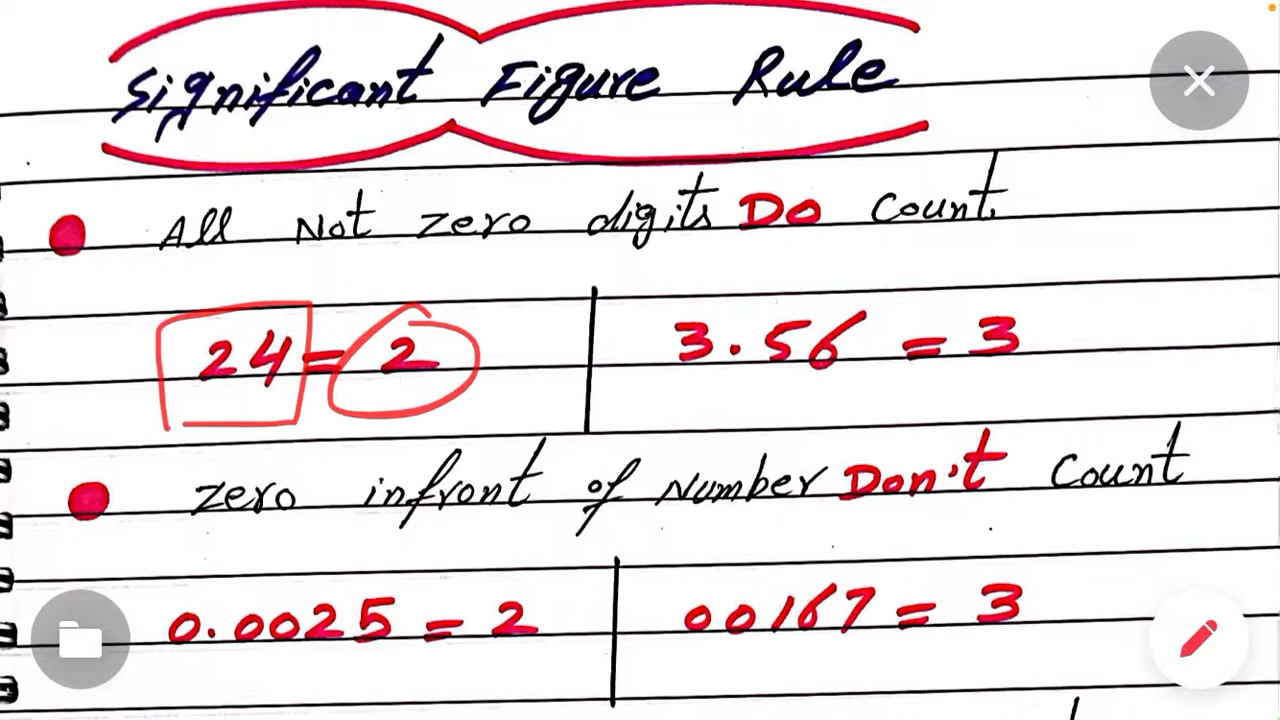 Significant Figure Rule
All Not zero digits Do Count.
24 = 2
3.56 = 3
zero infront of Number Don't Count
0.0025 = 2
00167 = 3